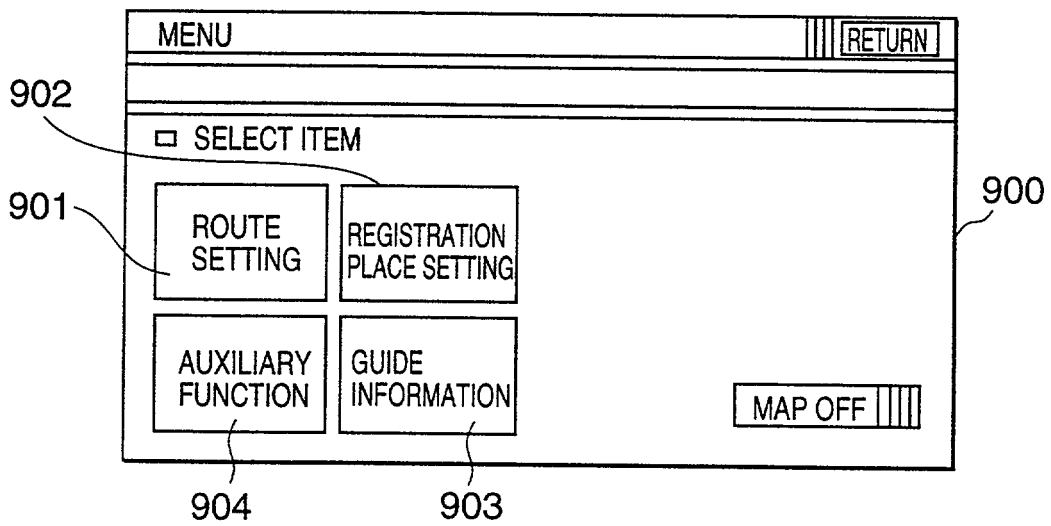 MENU
RETURN
902
SELECT ITEM
901
900
ROUTE
SETTING
REGISTRATION
PLACE SETTING
AUXILIARY
FUNCTION
GUIDE
INFORMATION
MAP OFF
904
903